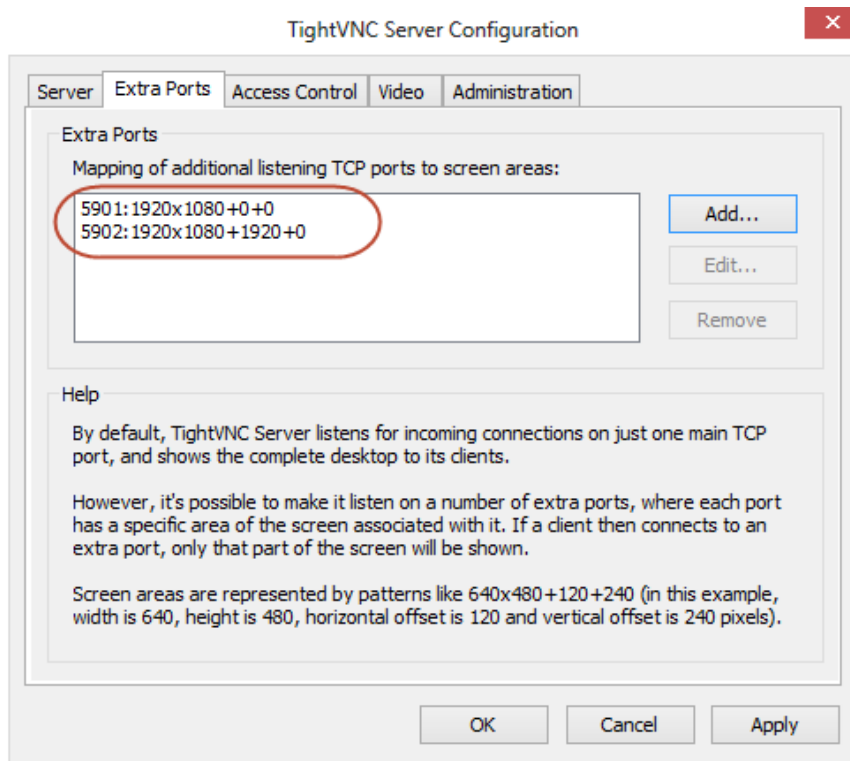 TightVNC Server Configuration
Server Extra Ports Access Control Video Administration
Extra Ports
Mapping of additional listening TCP ports to screen areas:
5901:1920x1080+0+0
5902:1920x1080+1920+0
Add...
Edit...
Remove
Help
By default, TightVNC Server listens for incoming connections on just one main TCP
port, and shows the complete desktop to its clients.
However, it's possible to make it listen on a number of extra ports, where each port
has a specific area of the screen associated with it. If a client then connects to an
extra port, only that part of the screen will be shown.
Screen areas are represented by patterns like 640x480+120+240 (in this example,
width is 640, height is 480, horizontal offset is 120 and vertical offset is 240 pixels).
OK Cancel Apply